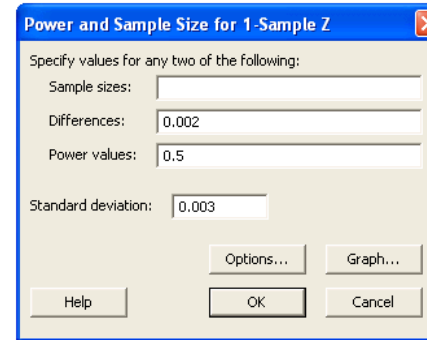 Power and Sample Size for 1-Sample Z
Specify values for any two of the following:
Sample sizes:
Differences: 0.002
Power values: 0.5
Standard deviation: 0.003
Options... Graph...
Help OK Cancel